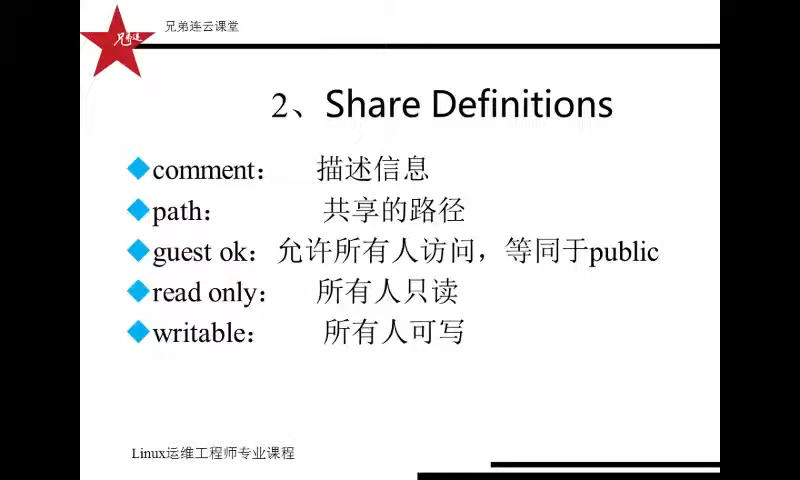 兄弟连
兄弟连云课堂
2、Share Definitions
comment： 描述信息
path： 共享的路径
guest ok：允许所有人访问，等同于public
read only： 所有人只读
writable： 所有人可写
Linux运维工程师专业课程